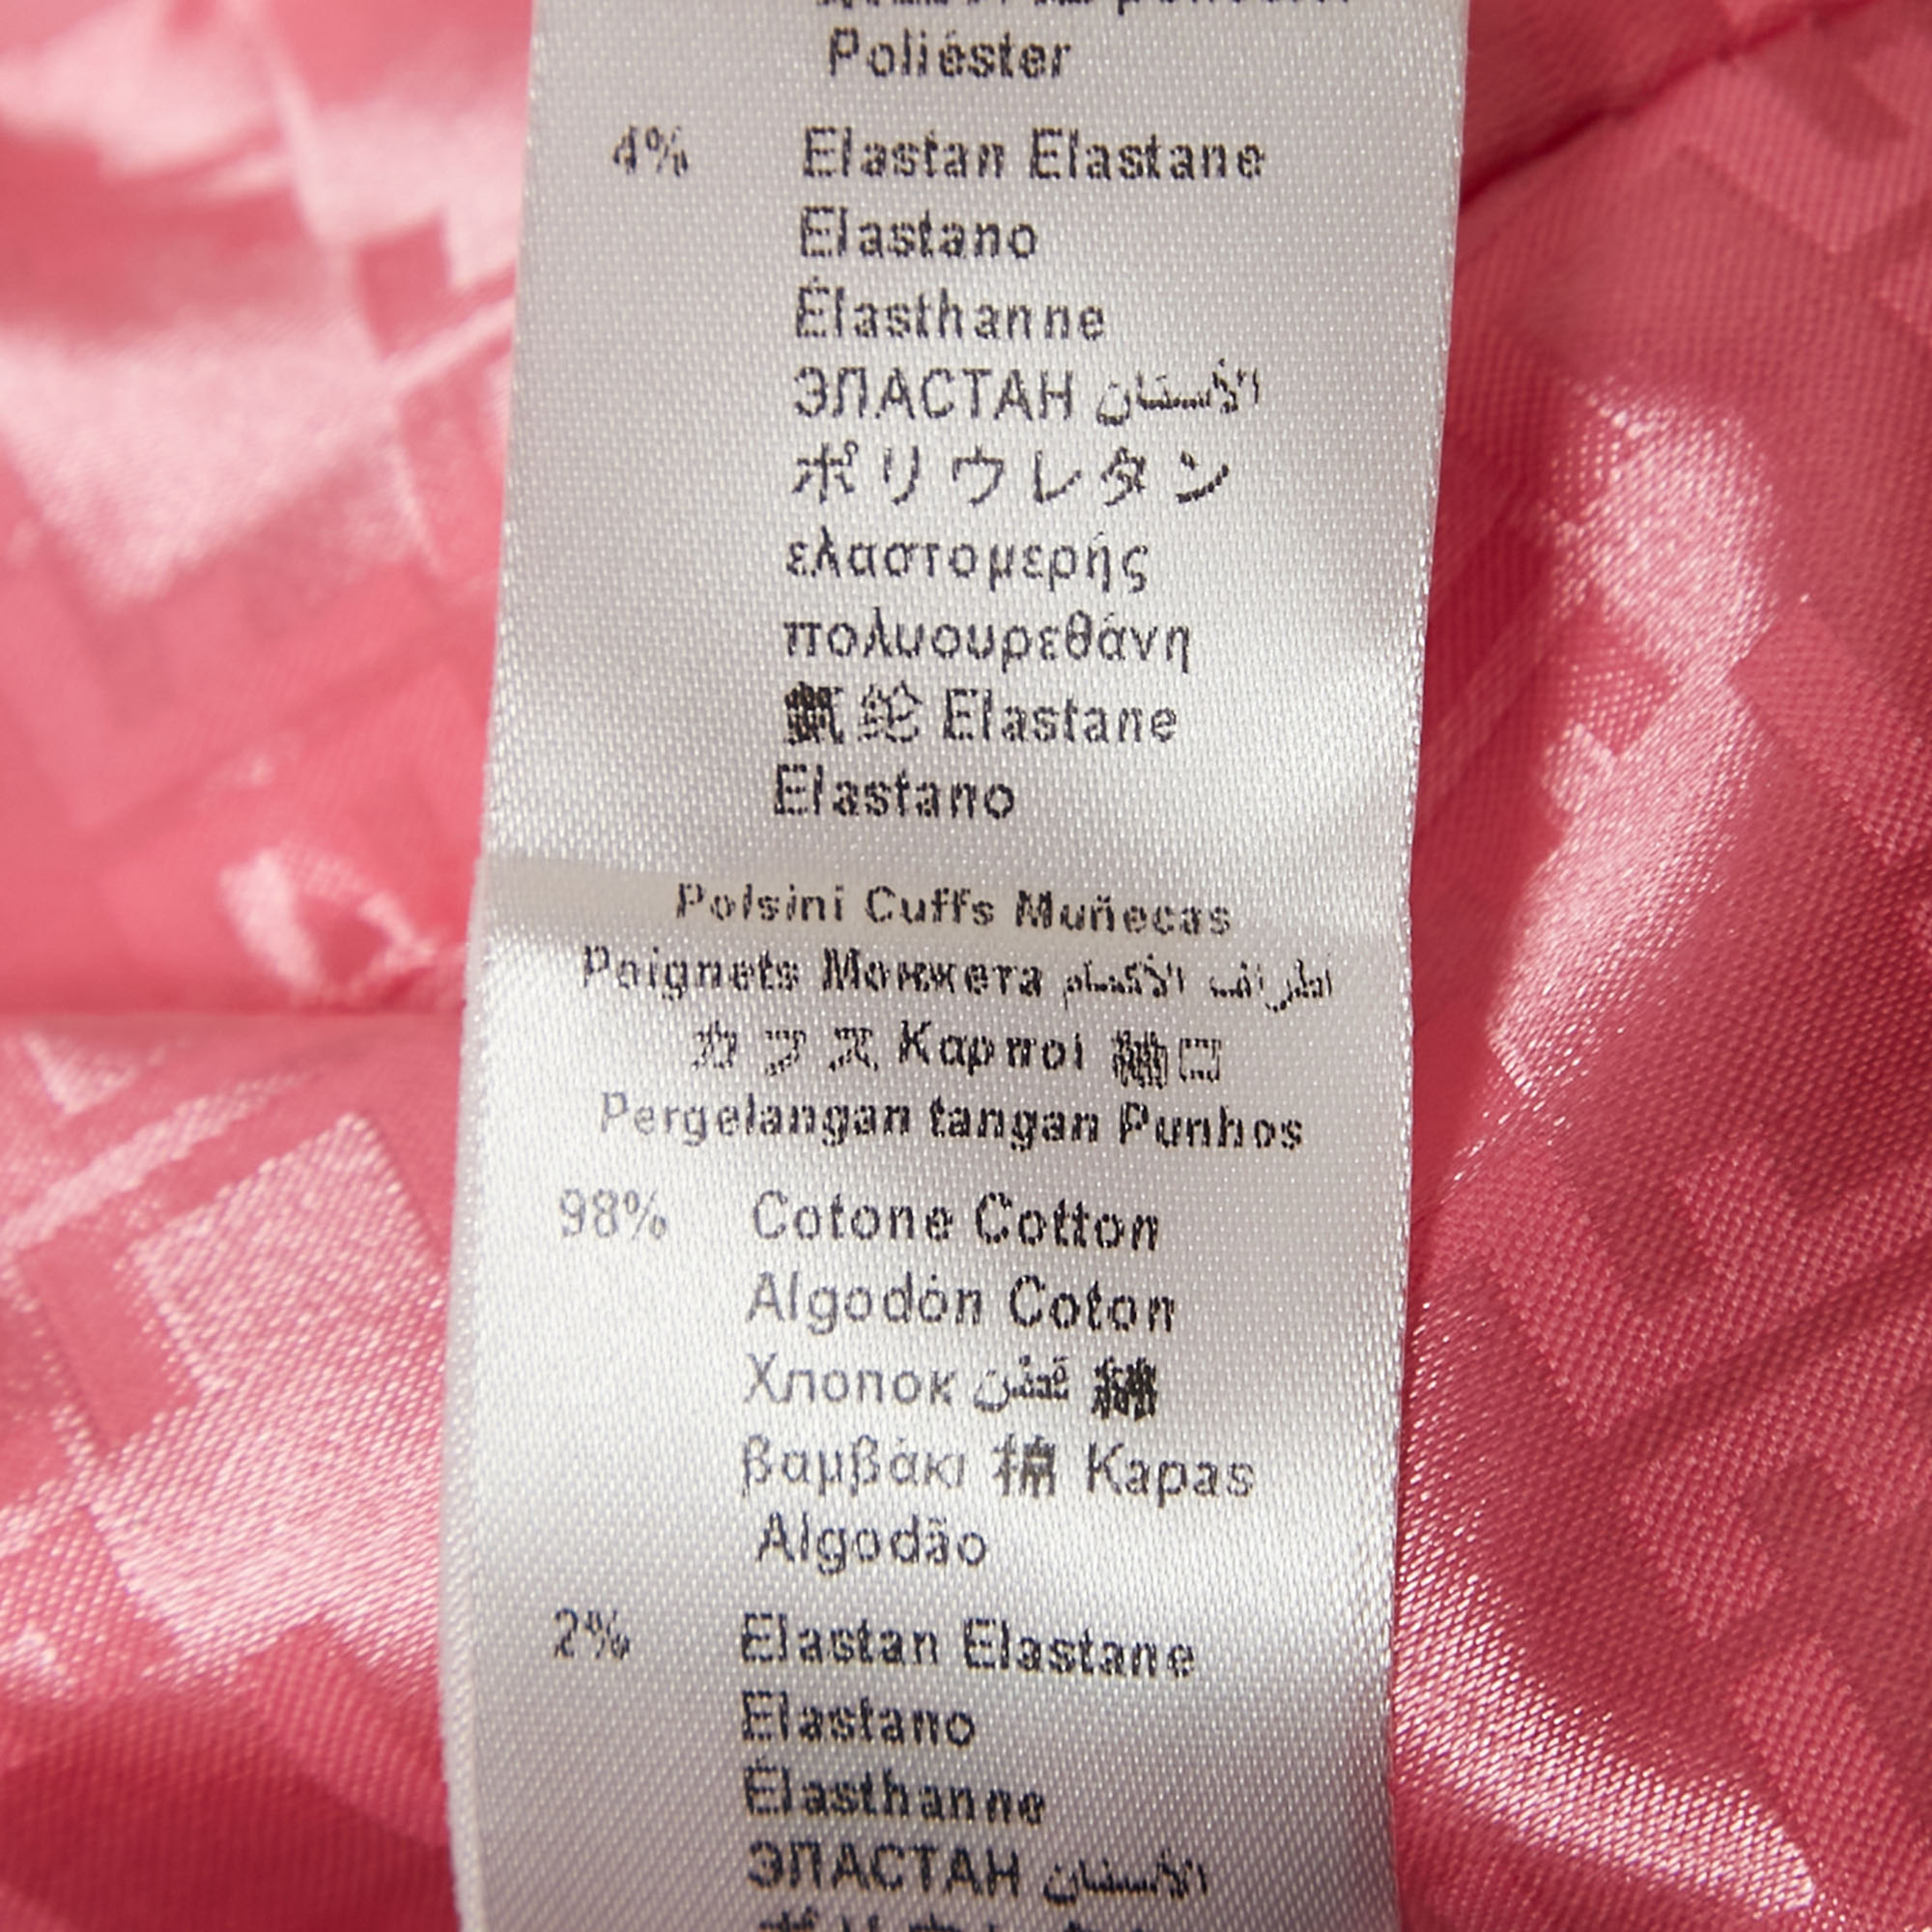 Poliéster
4% Elastan Elastane
Elastano
Élasthanne
ЭЛАСТАН الأستان
ポリウレタン
ελαστομερής
πολυουρεθάνη
氨纶 Elastane
Elastano
Polsini Cuffs Muñecas
Poignets Манжета أطراف الأكمام
カフス Καρποί 袖口
Pergelangan tangan Punhos
98% Cotone Cotton
Algodón Coton
Хлопок قطن 綿
βαμβάκι 棉 Kapas
Algodão
2% Elastan Elastane
Elastano
Élasthanne
ЭЛАСТАН الأستان